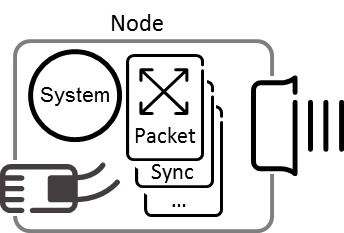 Node
System
Packet
Sync
...